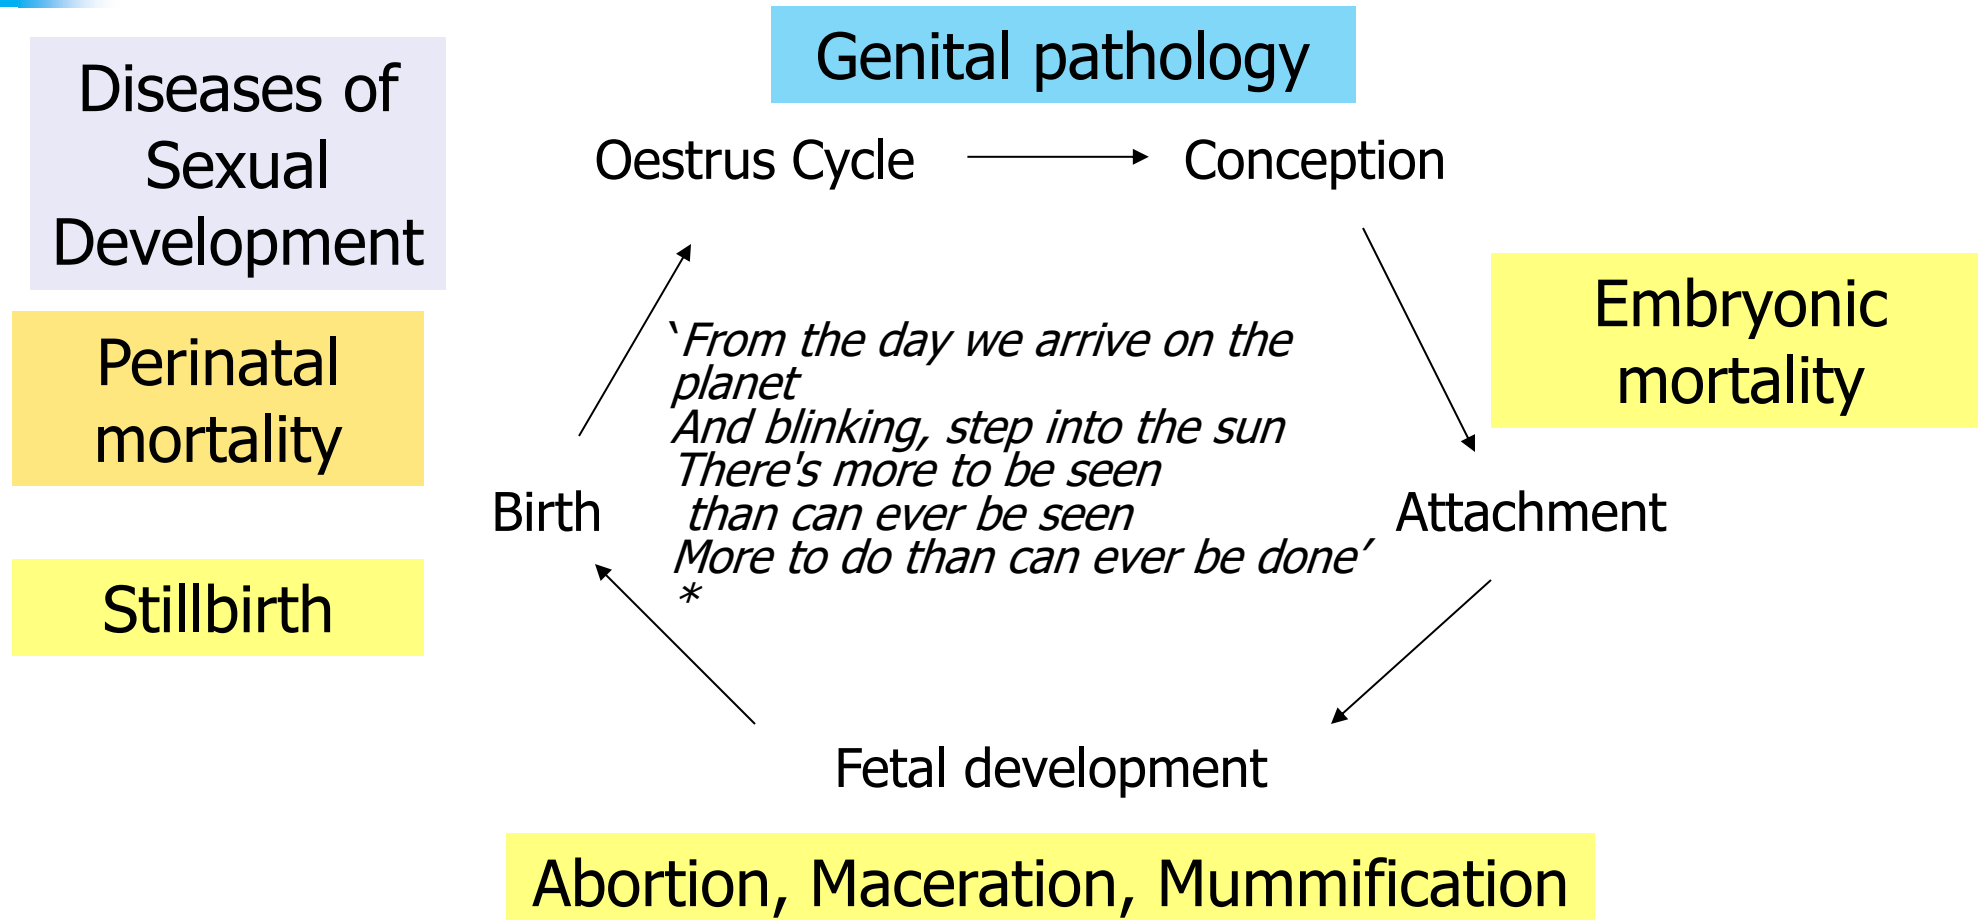 Genital pathology
Diseases of
Sexual
Development
Oestrus Cycle
Conception
Embryonic
mortality
Perinatal
mortality
`From the day we arrive on the
planet
And blinking, step into the sun
There's more to be seen
than can ever be seen
More to do than can ever be done’
*
Birth
Attachment
Stillbirth
Fetal development
Abortion, Maceration, Mummification